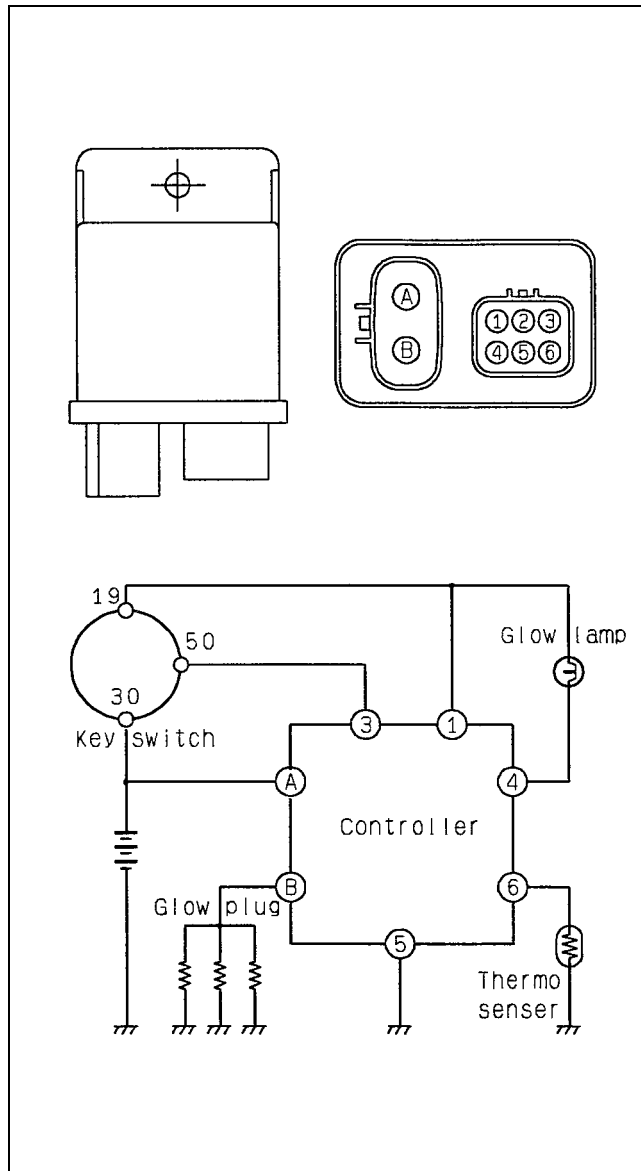 A
B
1 2 3
4 5 6
19
50
30
Key switch
Glow lamp
3
1
A
4
Controller
B
6
Glow plug
5
Thermo
senser